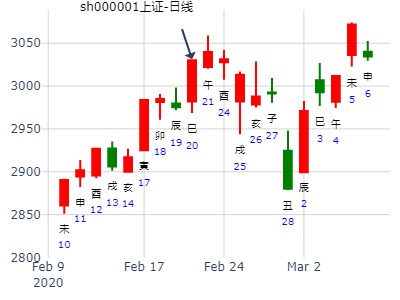 sh000001上证-日线
3050
3000
2950
2900
2850
2800
未
10
申
11
酉
12
戌
13
亥
14
寅
17
卯
18
辰
19
巳
20
午
21
酉
24
戌
25
亥
26
子
27
丑
28
辰
2
巳
3
午
4
未
5
申
6
Feb 9
2020
Feb 17
Feb 24
Mar 2